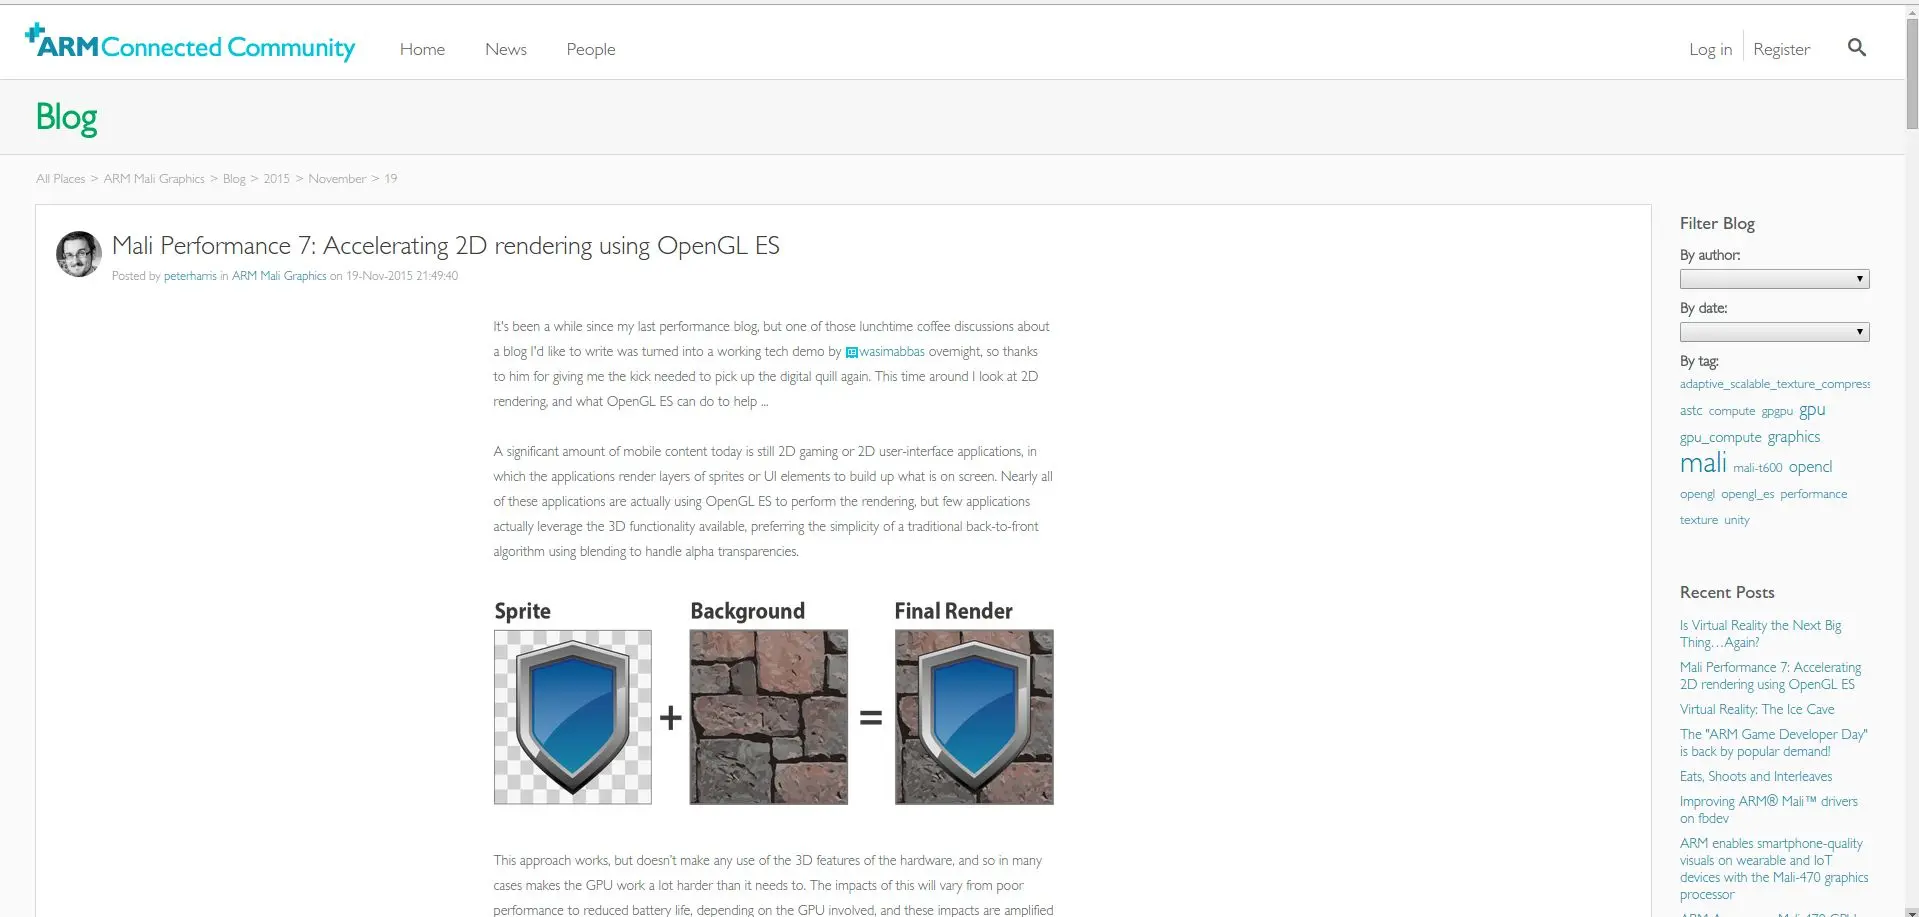 ARM Connected Community
Home News People
Log in Register
Blog
All Places > ARM Mali Graphics > Blog > 2015 > November > 19
Mali Performance 7: Accelerating 2D rendering using OpenGL ES
Posted by peterharris in ARM Mali Graphics on 19-Nov-2015 21:49:40
It's been a while since my last performance blog, but one of those lunchtime coffee discussions about
a blog I'd like to write was turned into a working tech demo by wasimabbas overnight, so thanks
to him for giving me the kick needed to pick up the digital quill again. This time around I look at 2D
rendering, and what OpenGL ES can do to help ...
A significant amount of mobile content today is still 2D gaming or 2D user-interface applications, in
which the applications render layers of sprites or UI elements to build up what is on screen. Nearly all
of these applications are actually using OpenGL ES to perform the rendering, but few applications
actually leverage the 3D functionality available, preferring the simplicity of a traditional back-to-front
algorithm using blending to handle alpha transparencies.
Sprite Background Final Render
+ =
This approach works, but doesn't make any use of the 3D features of the hardware, and so in many
cases makes the GPU work a lot harder than it needs to. The impacts of this will vary from poor
performance to reduced battery life, depending on the GPU involved, and these impacts are amplified
Filter Blog
By author:
By date:
By tag:
adaptive_scalable_texture_compress
astc compute gpgpu gpu
gpu_compute graphics
mali mali-t600 opencl
opengl opengl_es performance
texture unity
Recent Posts
Is Virtual Reality the Next Big
Thing…Again?
Mali Performance 7: Accelerating
2D rendering using OpenGL ES
Virtual Reality: The Ice Cave
The "ARM Game Developer Day"
is back by popular demand!
Eats, Shoots and Interleaves
Improving ARM® Mali™ drivers
on fbdev
ARM enables smartphone-quality
visuals on wearable and IoT
devices with the Mali-470 graphics
processor